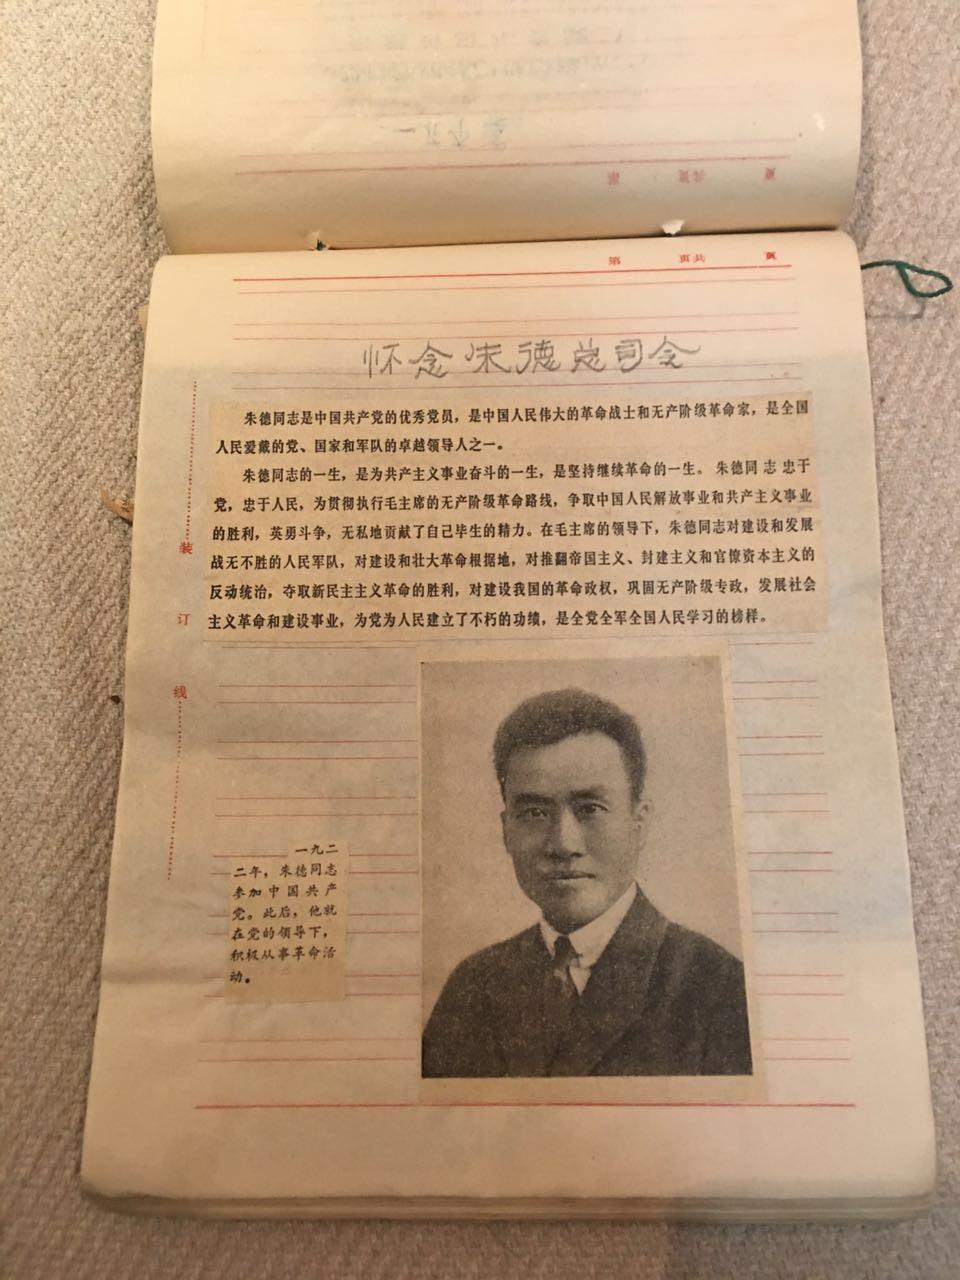 第 页共 页
怀念朱德总司令
朱德同志是中国共产党的优秀党员，是中国人民伟大的革命战士和无产阶级革命家，是全国
人民爱戴的党、国家和军队的卓越领导人之一。
朱德同志的一生，是为共产主义事业奋斗的一生，是坚持继续革命的一生。朱德同志忠于
党，忠于人民，为贯彻执行毛主席的无产阶级革命路线，争取中国人民解放事业和共产主义事业
的胜利，英勇斗争，无私地贡献了自己毕生的精力。在毛主席的领导下，朱德同志对建设和发展
战无不胜的人民军队，对建设和壮大革命根据地，对推翻帝国主义、封建主义和官僚资本主义的
反动统治，夺取新民主主义革命的胜利，对建设我国的革命政权，巩固无产阶级专政，发展社会
主义革命和建设事业，为党为人民建立了不朽的功绩，是全党全军全国人民学习的榜样。
装
订
线
一九二
二年，朱德同志
参加中国共产
党。此后，他就
在党的领导下，
积极从事革命活
动。